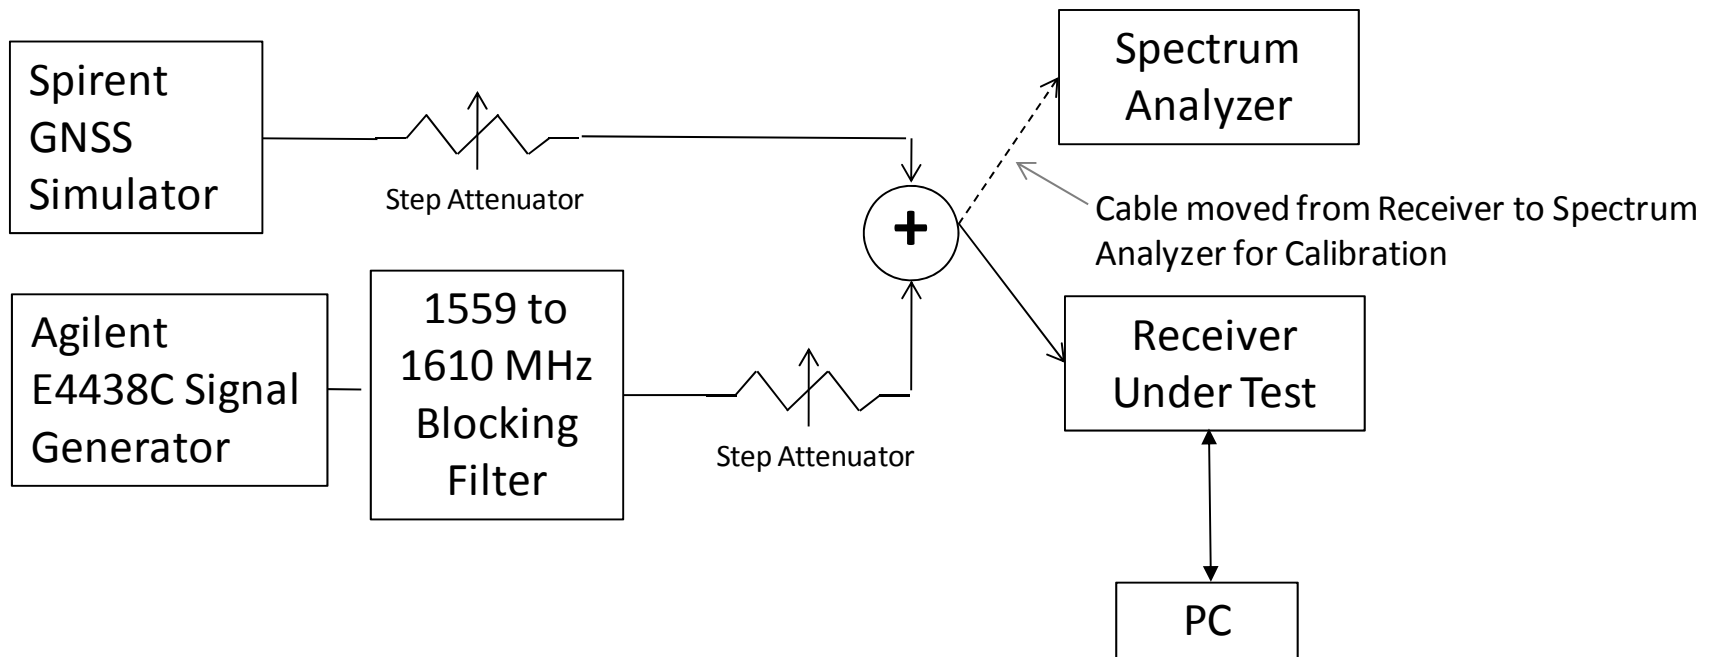 Spirent
GNSS
Simulator
Step Attenuator
Spectrum
Analyzer
+
Cable moved from Receiver to Spectrum
Analyzer for Calibration
Agilent
E4438C Signal
Generator
1559 to
1610 MHz
Blocking
Filter
Step Attenuator
Receiver
Under Test
PC